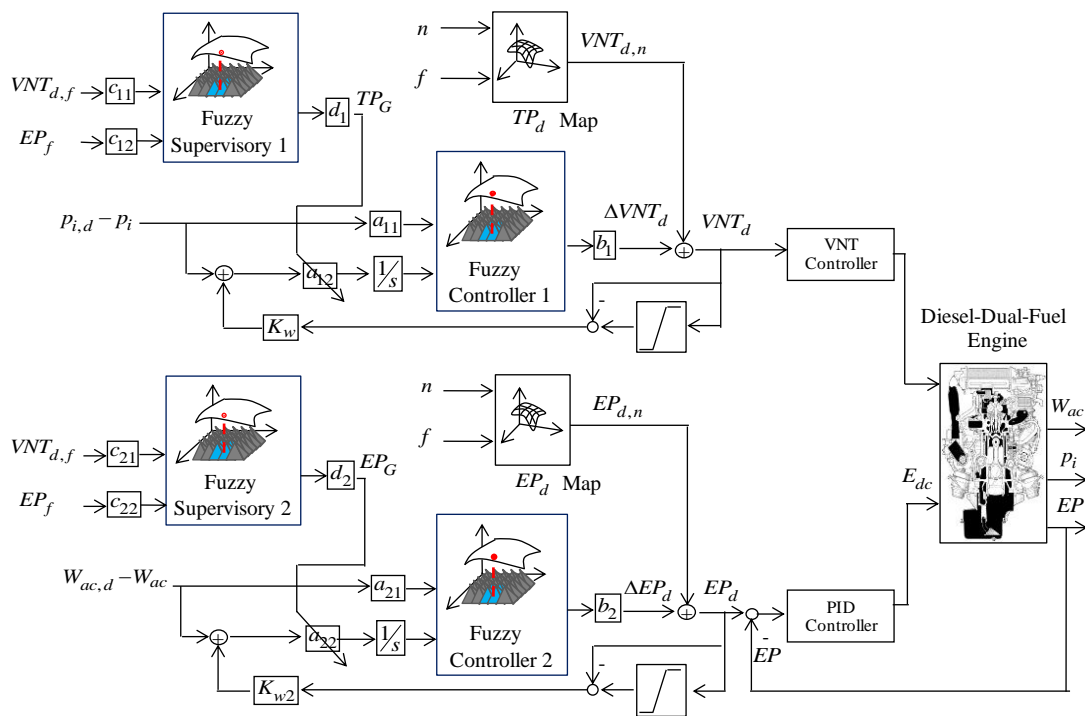 n
VNT_{d,n}
f
TP_d Map
VNT_{d,f}
c_{11}
EP_f
c_{12}
Fuzzy
Supervisory 1
d_1
TP_G
p_{i,d} - p_i
a_{11}
+
a_{12}
1/s
Fuzzy
Controller 1
b_1
ΔVNT_d
+
VNT_d
VNT
Controller
-
K_w
Diesel-Dual-Fuel
Engine
W_{ac}
p_i
EP
E_{dc}
n
EP_{d,n}
f
EP_d Map
VNT_{d,f}
c_{21}
EP_f
c_{22}
Fuzzy
Supervisory 2
d_2
EP_G
W_{ac,d} - W_{ac}
a_{21}
+
a_{22}
1/s
Fuzzy
Controller 2
b_2
ΔEP_d
+
EP_d
PID
Controller
-
EP
-
K_{w2}